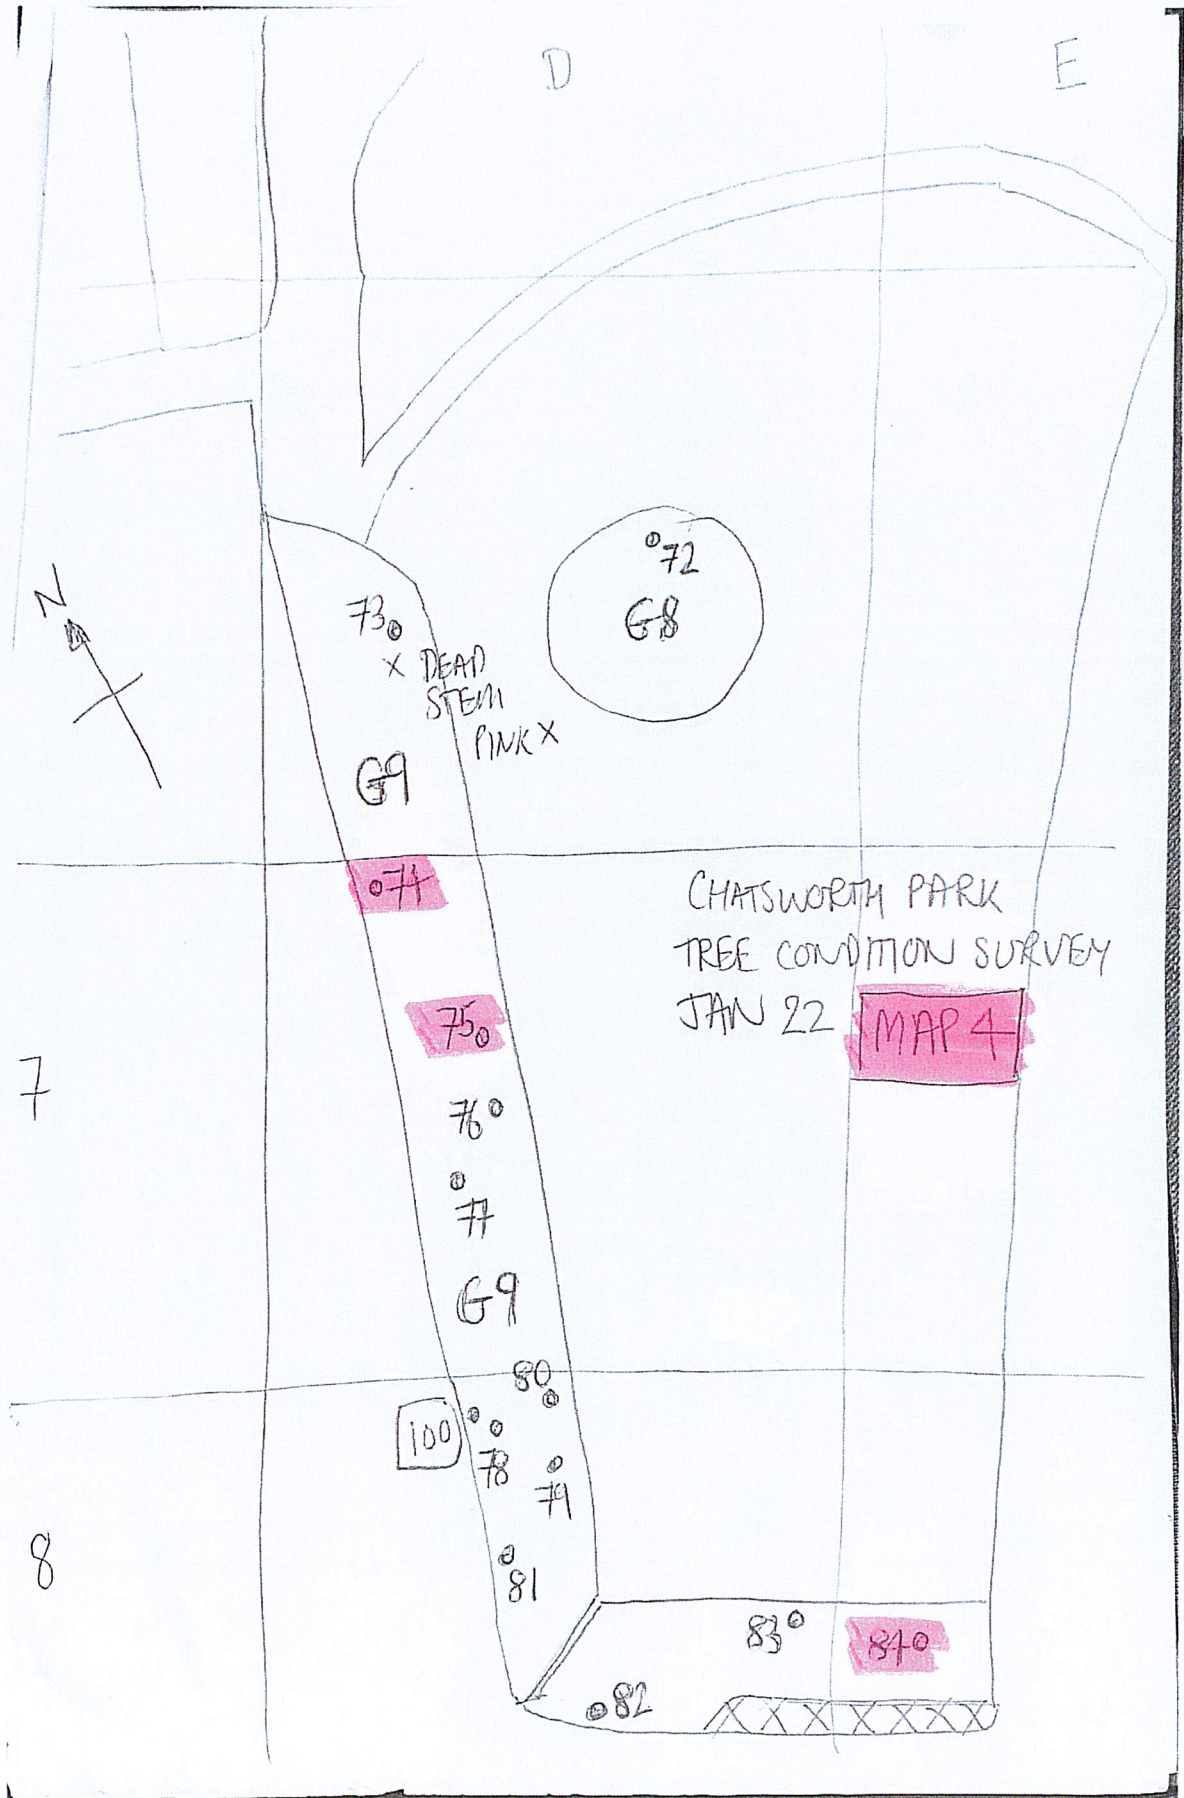 D
E
72
G8
N
73
X DEAD
STEM
PINK X
G9
74
CHATSWORTH PARK
TREE CONDITION SURVEY
JAN 22
MAP 4
75
7
76
77
G9
80
100
78
79
8
81
83
84
82
XXXXXXX